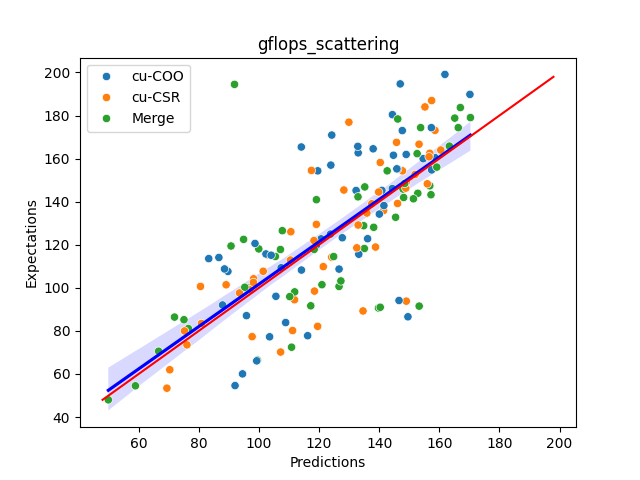 gflops_scattering
cu-COO
cu-CSR
Merge
200
180
160
140
120
100
80
60
40
Expectations
60 80 100 120 140 160 180 200
Predictions